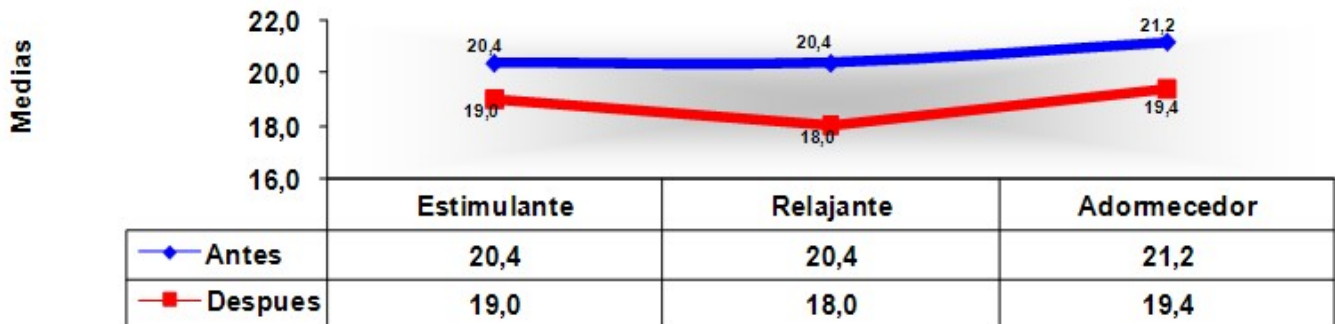 Medias
22,0
20,0
18,0
16,0
20,4
20,4
21,2
19,0
18,0
19,4
Estimulante Relajante Adormecedor
Antes 20,4 20,4 21,2
Despues 19,0 18,0 19,4